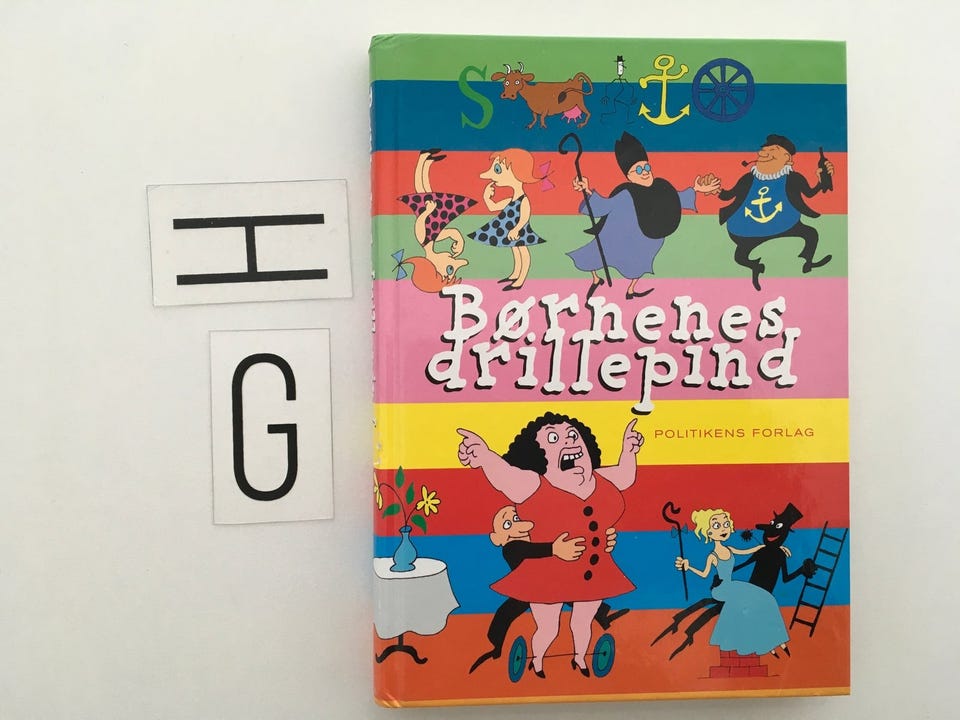 H
G
S
Børnenes
drillepind
POLITIKENS FORLAG